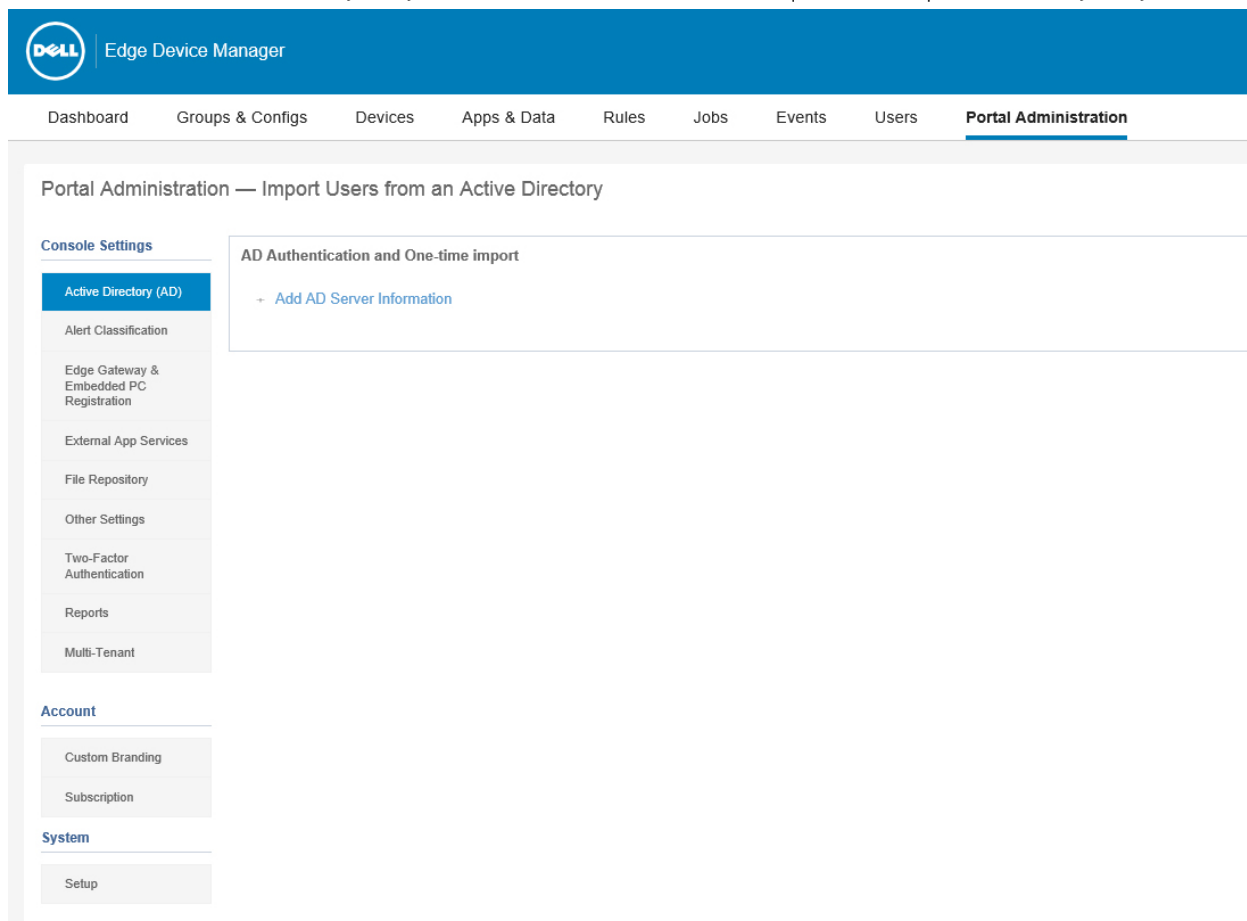 DELL
Edge Device Manager
Dashboard Groups & Configs Devices Apps & Data Rules Jobs Events Users Portal Administration
Portal Administration — Import Users from an Active Directory
Console Settings
Active Directory (AD)
Alert Classification
Edge Gateway &
Embedded PC
Registration
External App Services
File Repository
Other Settings
Two-Factor
Authentication
Reports
Multi-Tenant
Account
Custom Branding
Subscription
System
Setup
AD Authentication and One-time import
+ Add AD Server Information